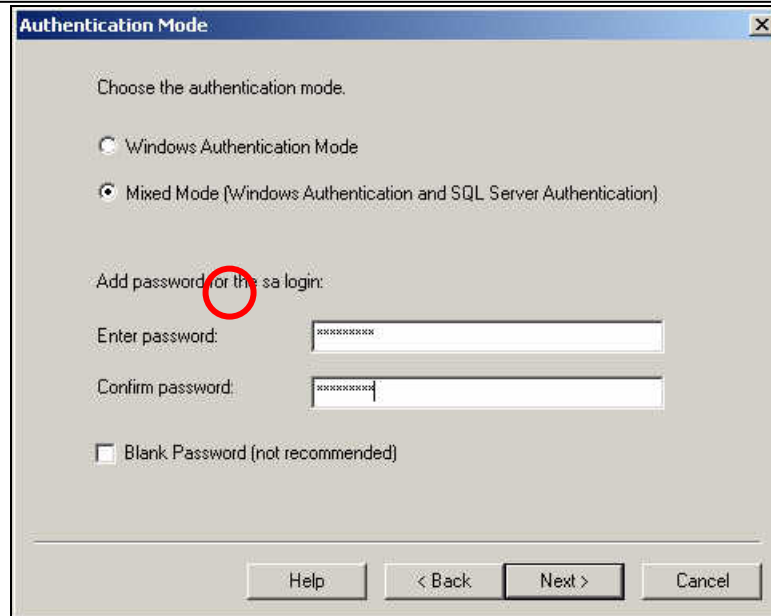 Authentication Mode
Choose the authentication mode.
Windows Authentication Mode
Mixed Mode (Windows Authentication and SQL Server Authentication)
Add password for the sa login:
Enter password: *********
Confirm password: *********
Blank Password (not recommended)
Help < Back Next > Cancel